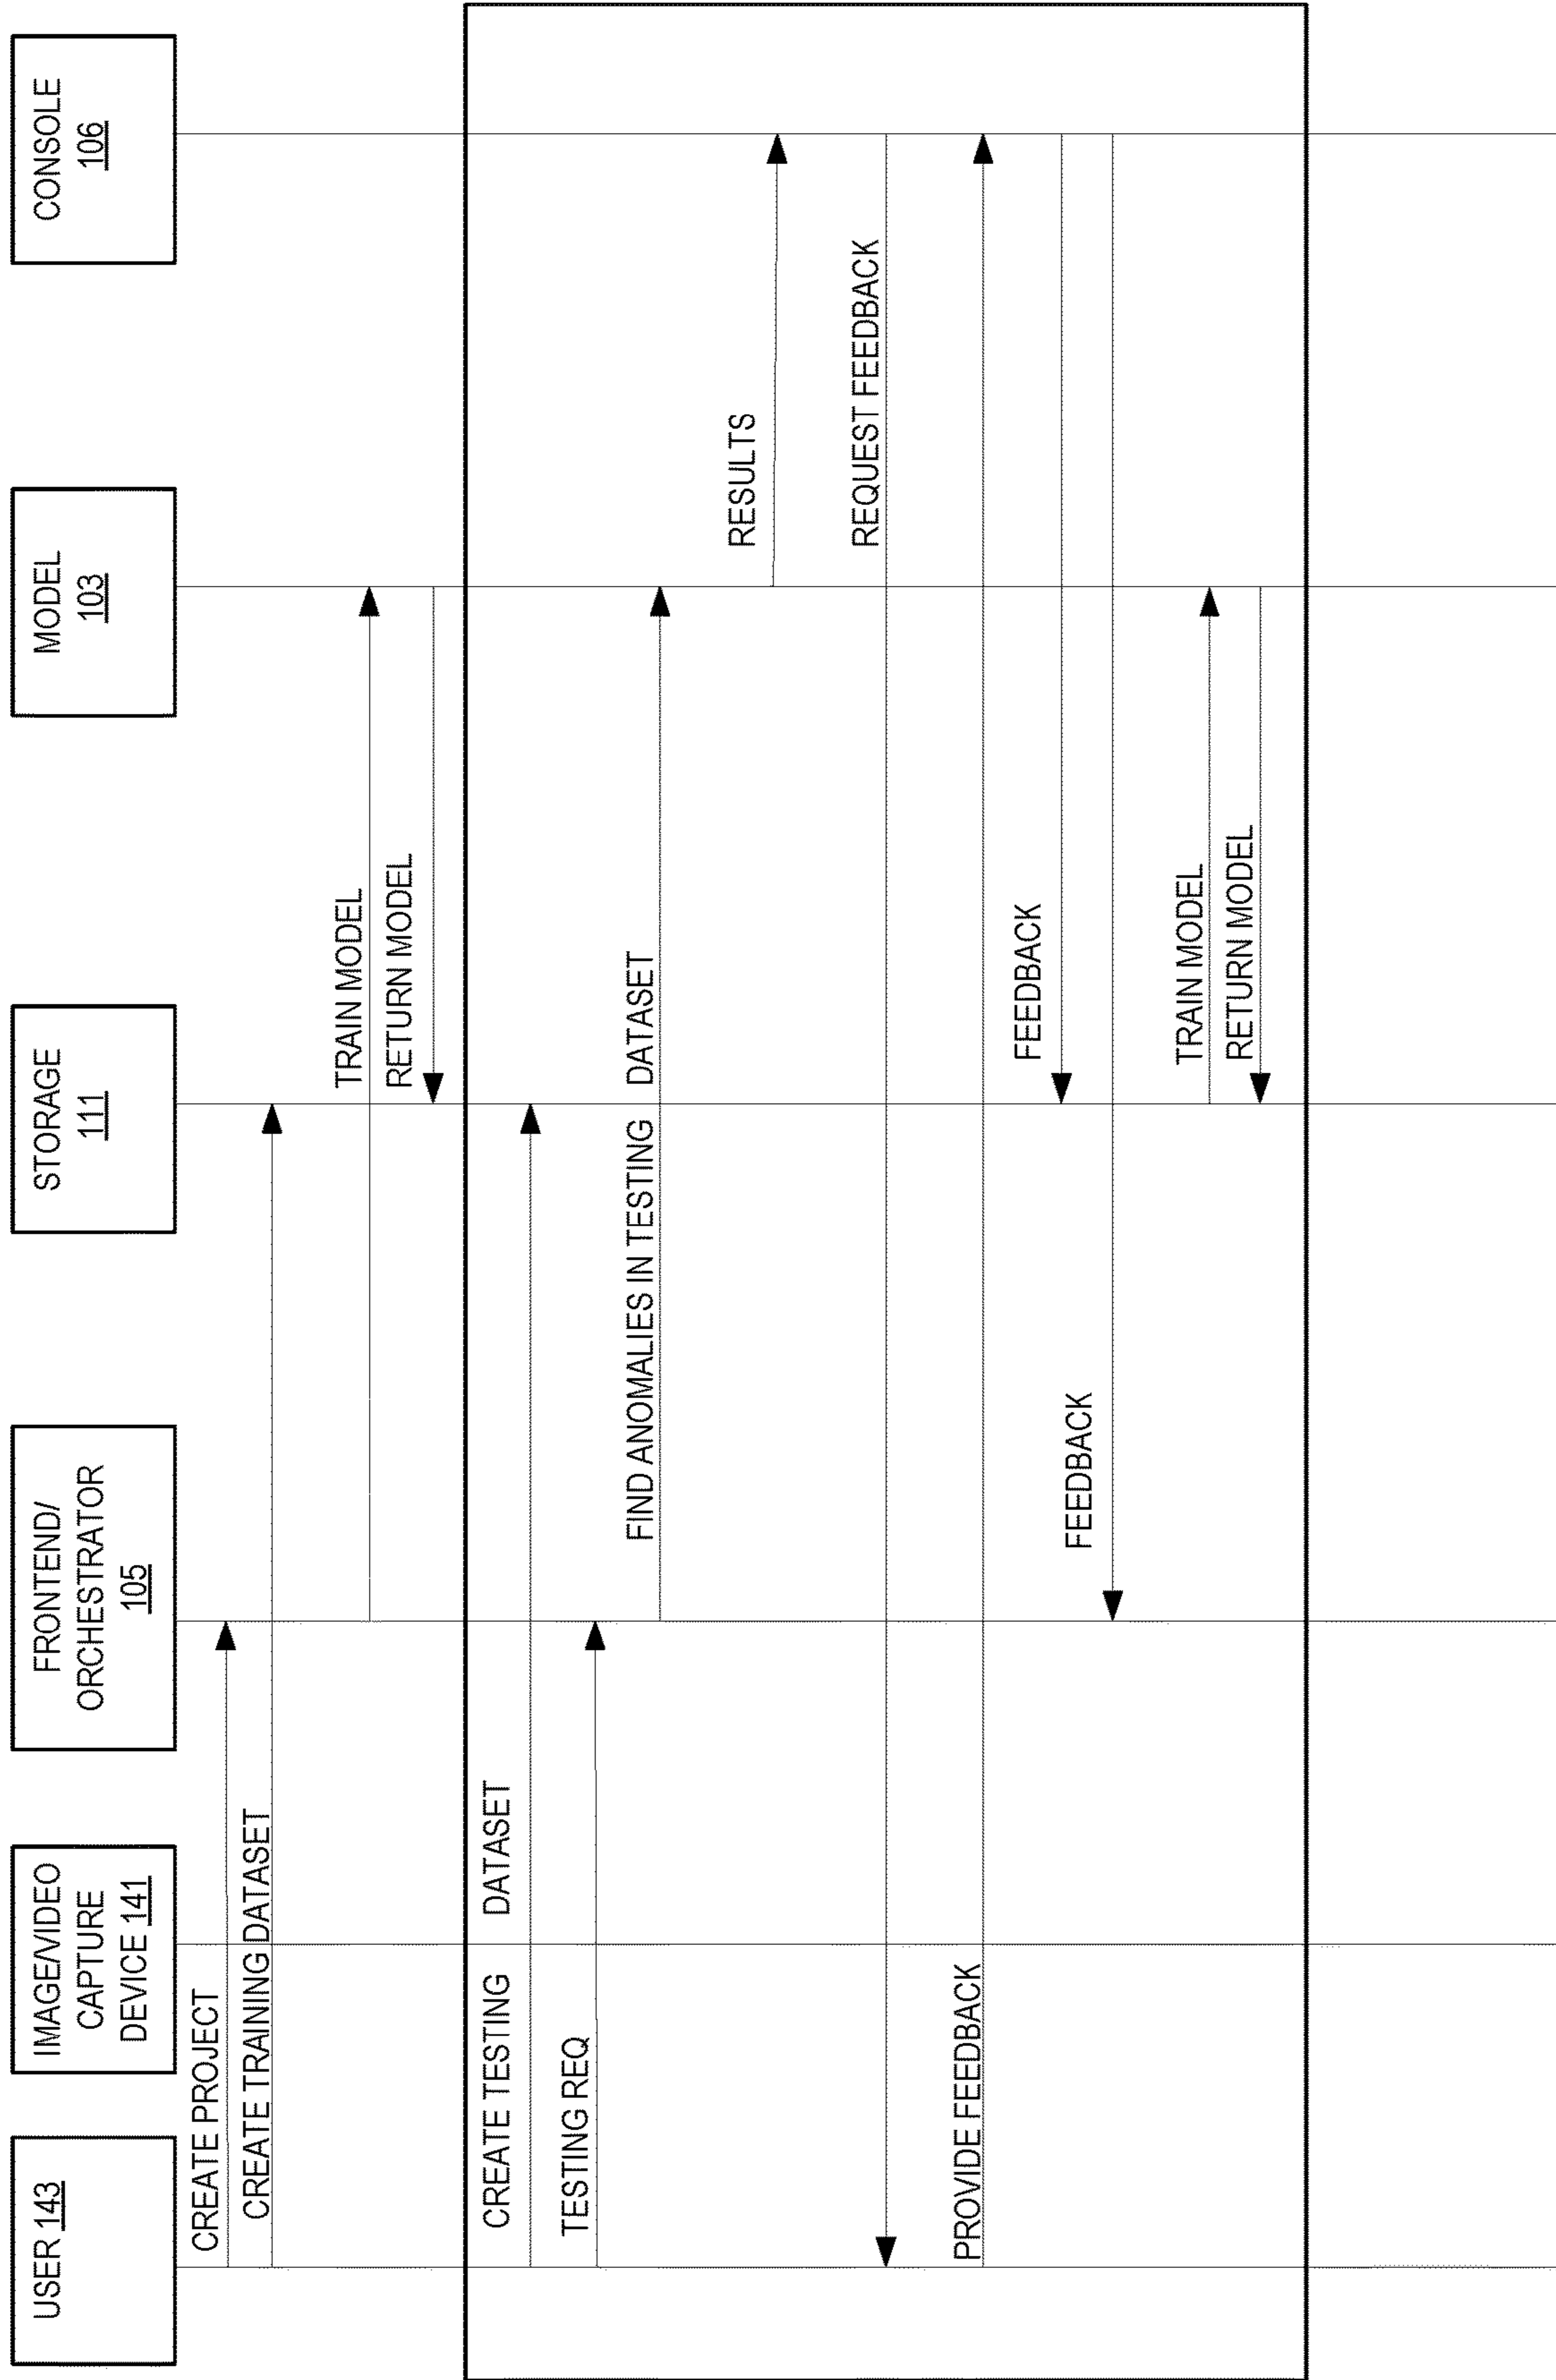 USER 143
IMAGE/VIDEO
CAPTURE
DEVICE 141
FRONTEND/
ORCHESTRATOR
105
STORAGE
111
MODEL
103
CONSOLE
106
CREATE PROJECT
CREATE TRAINING DATASET
TRAIN MODEL
RETURN MODEL
CREATE TESTING DATASET
TESTING REQ
FIND ANOMALIES IN TESTING DATASET
RESULTS
REQUEST FEEDBACK
PROVIDE FEEDBACK
FEEDBACK
FEEDBACK
TRAIN MODEL
RETURN MODEL